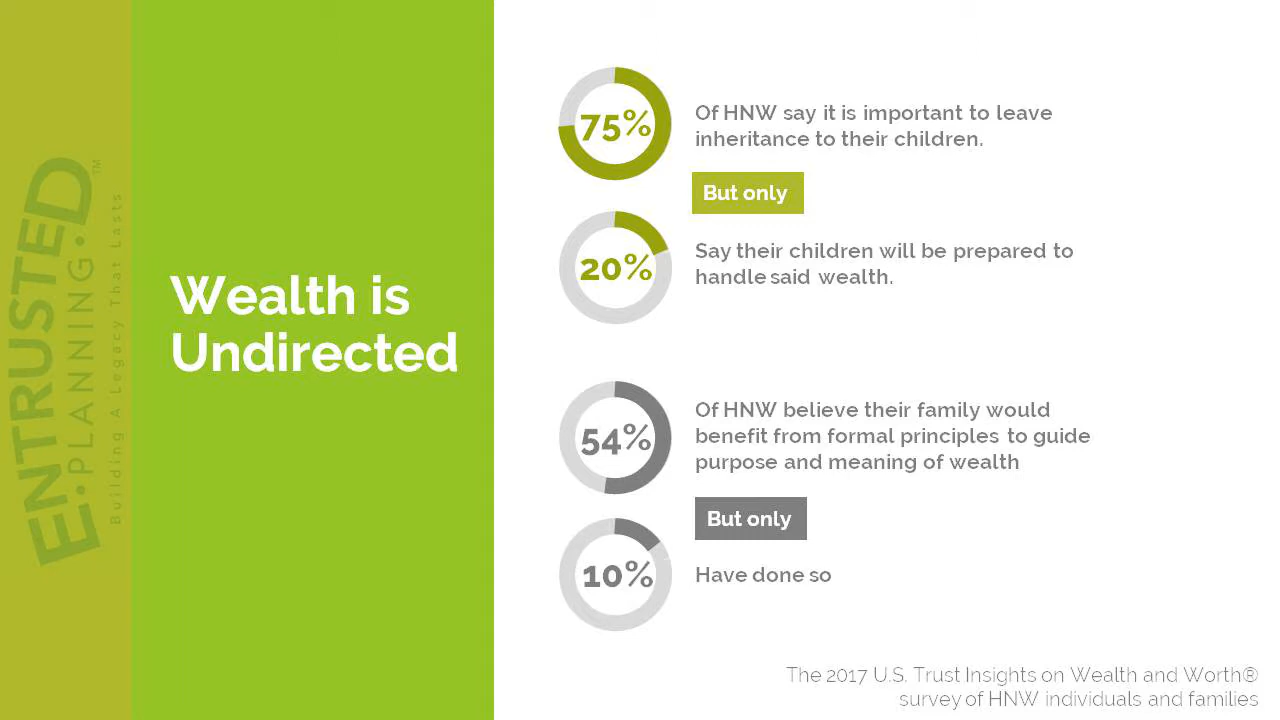 ENTRUSTED
E•PLANNING•D™
Building A Legacy That Lasts
Wealth is
Undirected
75%
Of HNW say it is important to leave
inheritance to their children.
But only
20%
Say their children will be prepared to
handle said wealth.
54%
Of HNW believe their family would
benefit from formal principles to guide
purpose and meaning of wealth
But only
10%
Have done so
The 2017 U.S. Trust Insights on Wealth and Worth®
survey of HNW individuals and families